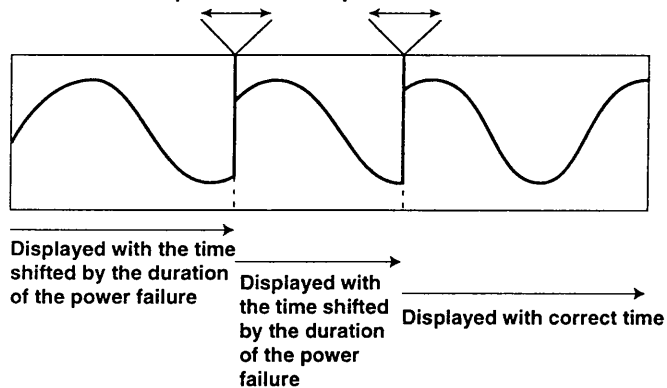 Displayed with the time
shifted by the duration
of the power failure
Displayed with
the time shifted
by the duration
of the power
failure
Displayed with correct time